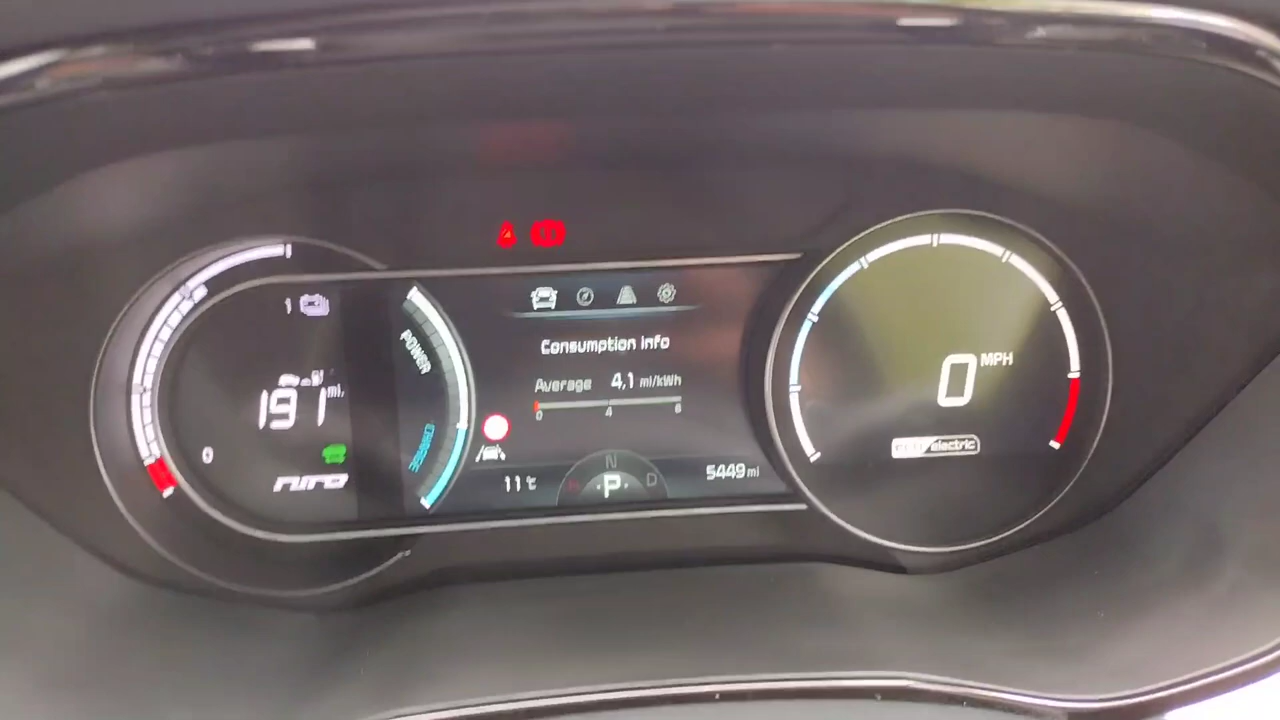 1
191 mi.
0
NIRO
POWER
CHARGE
Consumption info
Average 4.1 mi/kWh
0 4 8
11℃
N
P D
5449 mi
0 MPH
eco electric